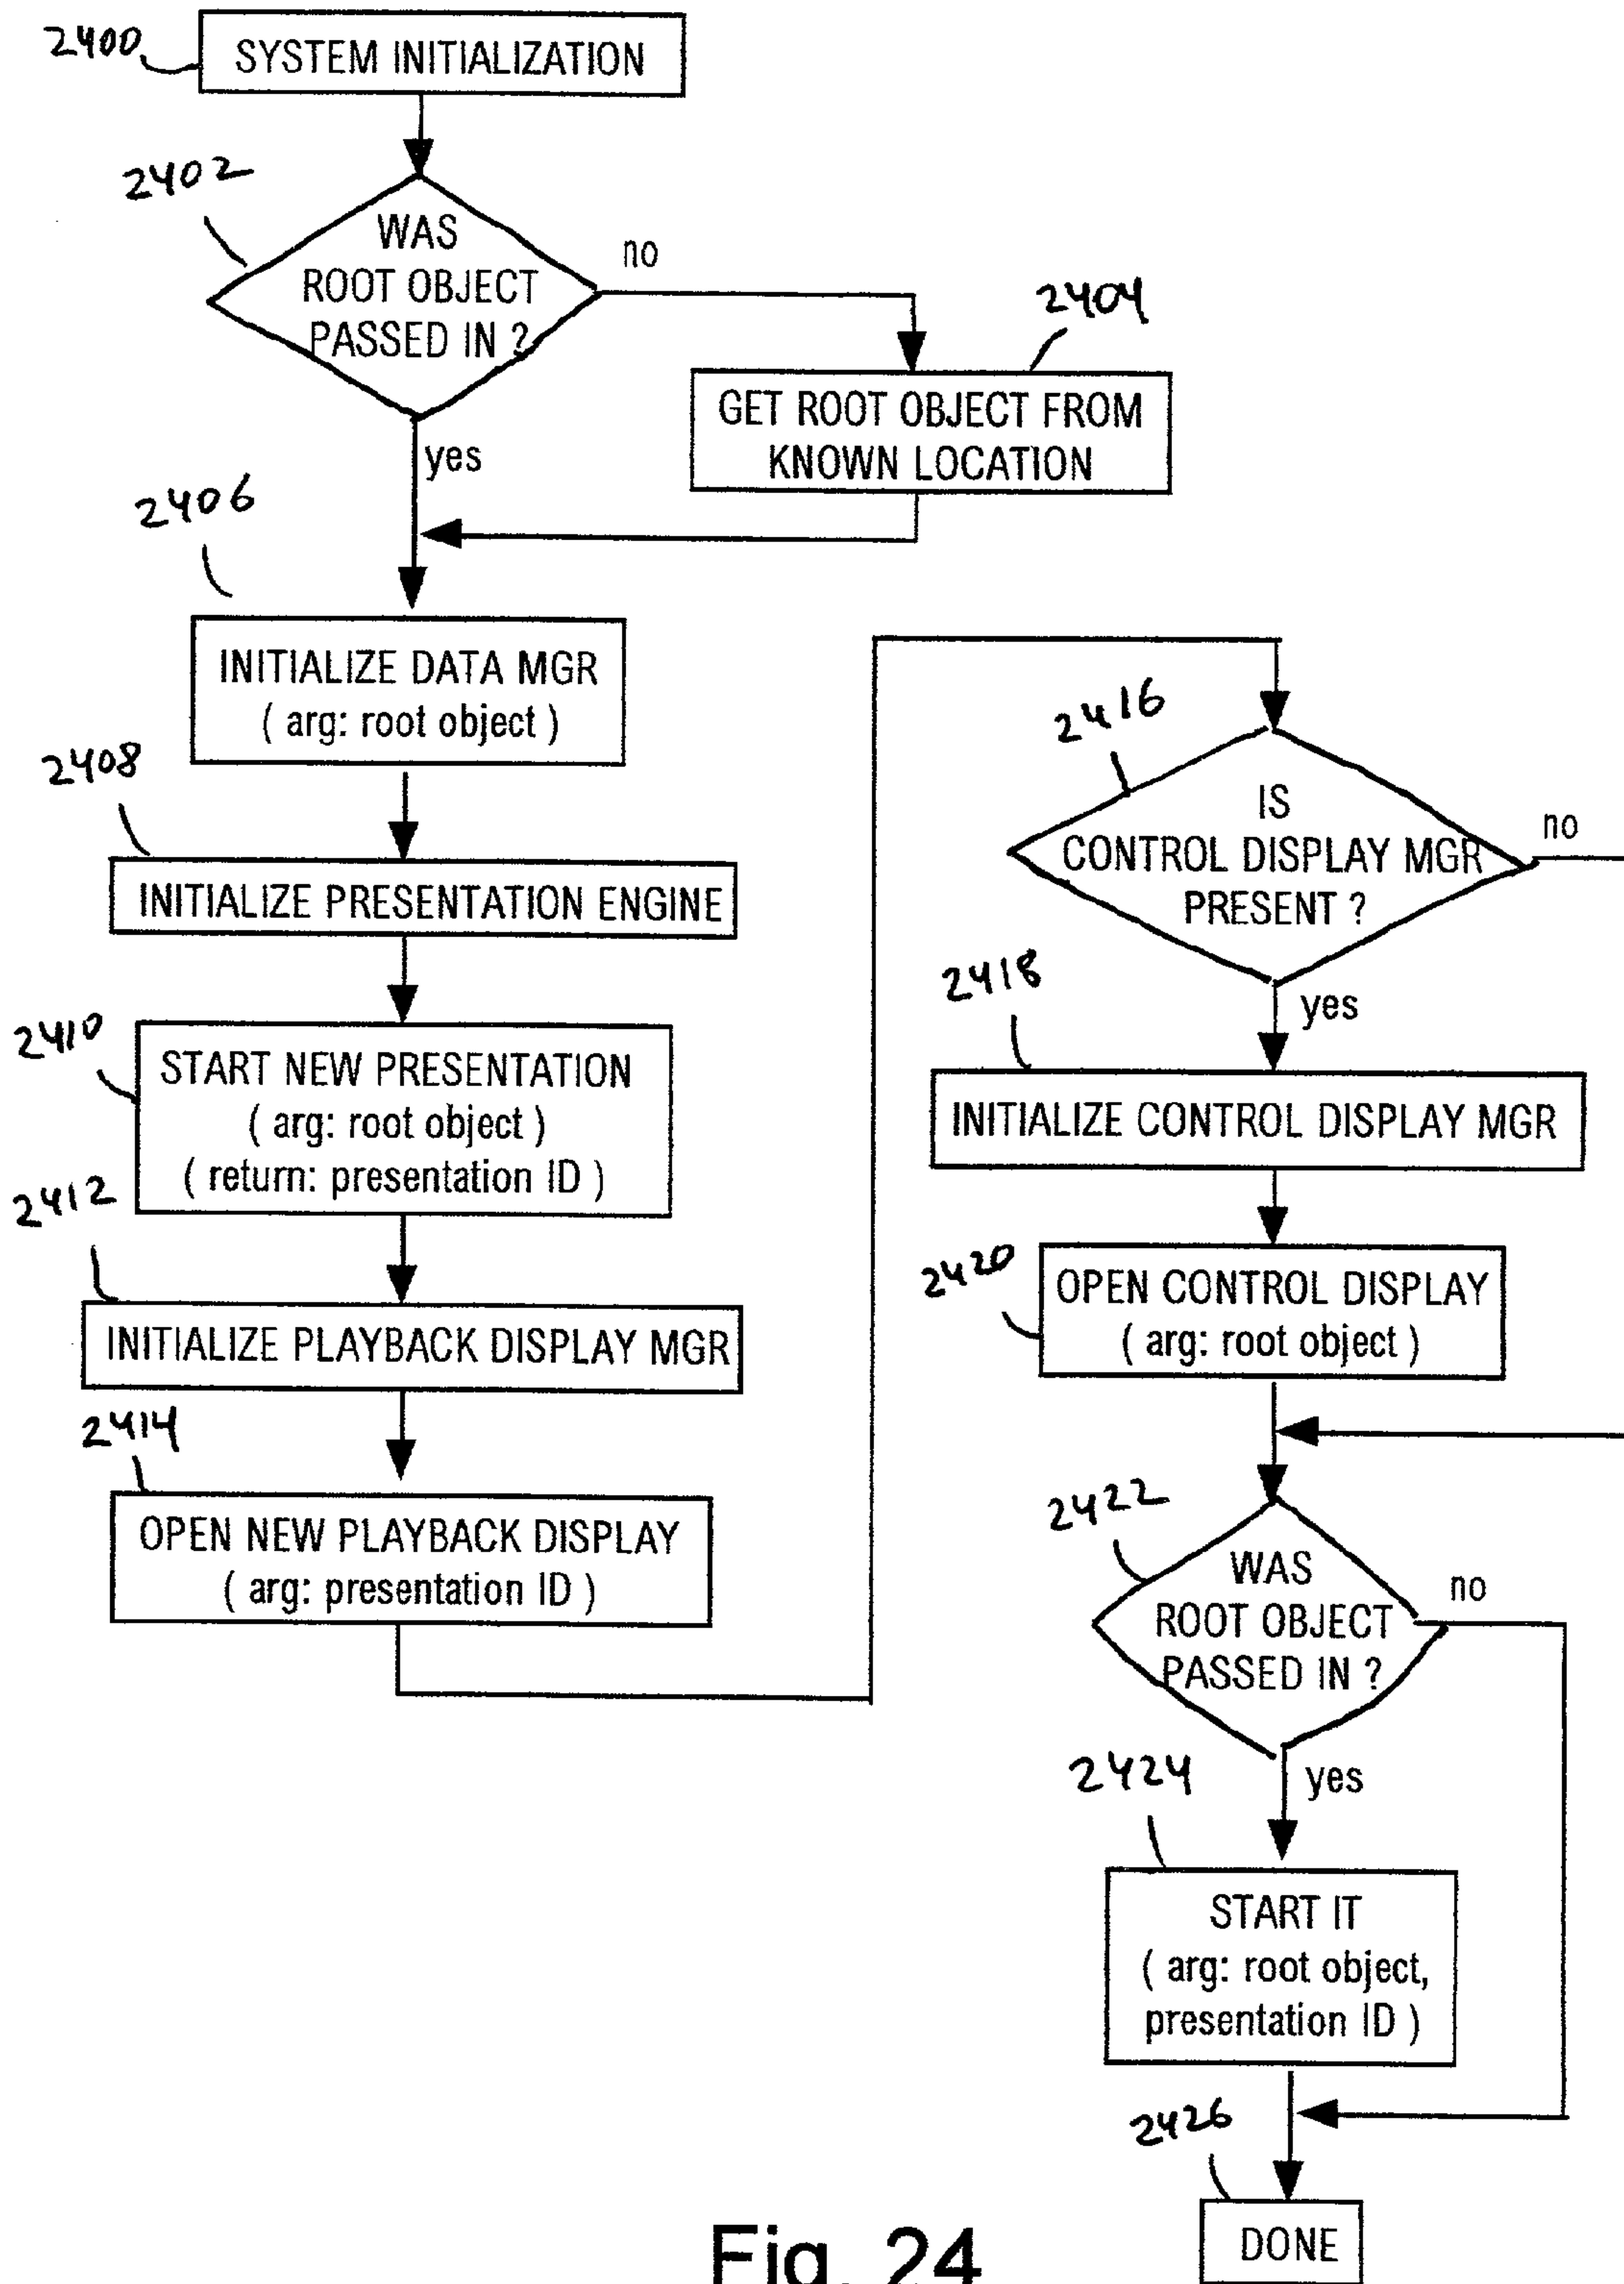 2400
SYSTEM INITIALIZATION
2402
WAS
ROOT OBJECT
PASSED IN ?
no
2404
GET ROOT OBJECT FROM
KNOWN LOCATION
yes
2406
INITIALIZE DATA MGR
( arg: root object )
2408
INITIALIZE PRESENTATION ENGINE
2410
START NEW PRESENTATION
( arg: root object )
( return: presentation ID )
2412
INITIALIZE PLAYBACK DISPLAY MGR
2414
OPEN NEW PLAYBACK DISPLAY
( arg: presentation ID )
2416
IS
CONTROL DISPLAY MGR
PRESENT ?
no
yes
2418
INITIALIZE CONTROL DISPLAY MGR
2420
OPEN CONTROL DISPLAY
( arg: root object )
2422
WAS
ROOT OBJECT
PASSED IN ?
no
yes
2424
START IT
( arg: root object,
presentation ID )
2426
DONE
Fig. 24